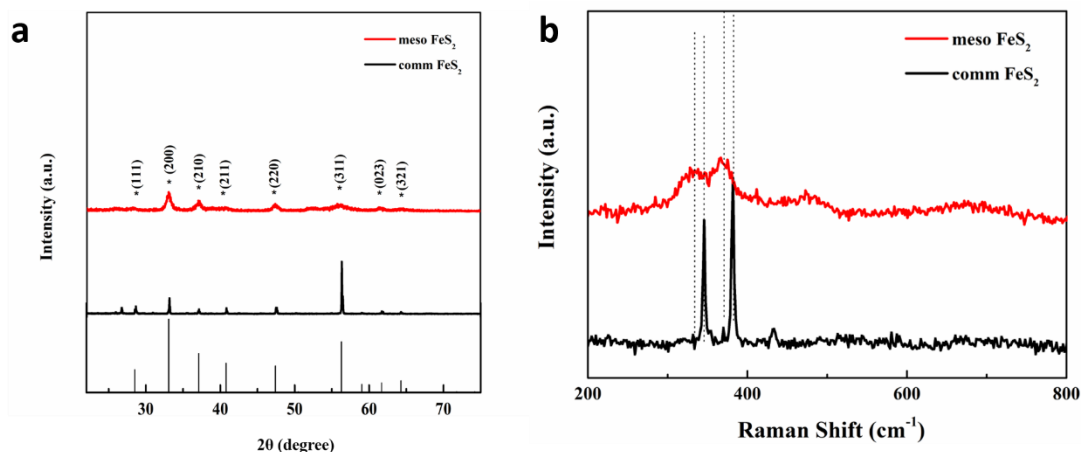 a
meso FeS₂
comm FeS₂
* (111)
* (200)
* (210)
* (211)
* (220)
* (311)
* (023)
* (321)
Intensity (a.u.)
30 40 50 60 70
2θ (degree)
b
meso FeS₂
comm FeS₂
Intensity (a.u.)
200 400 600 800
Raman Shift (cm⁻¹)